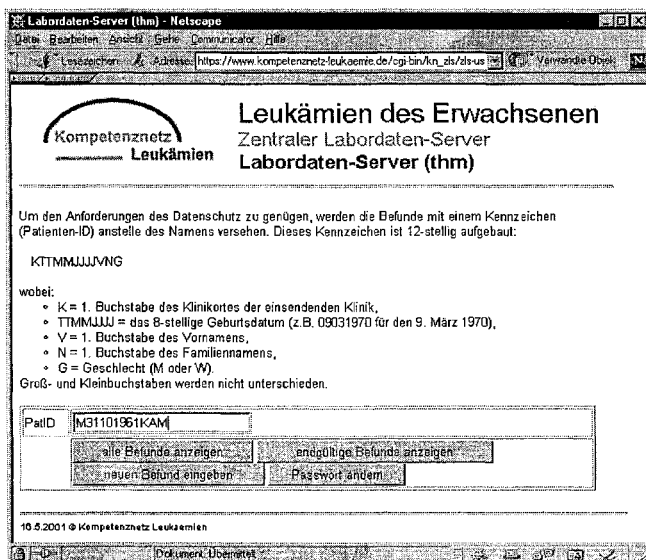 Labordaten-Server (thm) - Netscape
Datei Bearbeiten Ansicht Gehe Communicator Hilfe
Lesezeichen Adresse: https://www.kompetenznetz-leukaemie.de/cgi-bin/kn_zls/zls-us Verwandte Objek N
Kompetenznetz
Leukämien
Leukämien des Erwachsenen
Zentraler Labordaten-Server
Labordaten-Server (thm)
Um den Anforderungen des Datenschutz zu genügen, werden die Befunde mit einem Kennzeichen
(Patienten-ID) anstelle des Namens versehen. Dieses Kennzeichen ist 12-stellig aufgebaut:
KTTMMJJJJVNG
wobei:
• K = 1. Buchstabe des Klinikortes der einsendenden Klinik,
• TTMMJJJJ = das 8-stellige Geburtsdatum (z.B. 09031970 für den 9. März 1970),
• V = 1. Buchstabe des Vornamens,
• N = 1. Buchstabe des Familiennamens,
• G = Geschlecht (M oder W).
Groß- und Kleinbuchstaben werden nicht unterschieden.
PatID M31101961KAM
alle Befunde anzeigen endgültige Befunde anzeigen
neuen Befund eingeben Passwort ändern
16.5.2001 @ Kompetenznetz Leukaemien
Dokument: Übermittelt